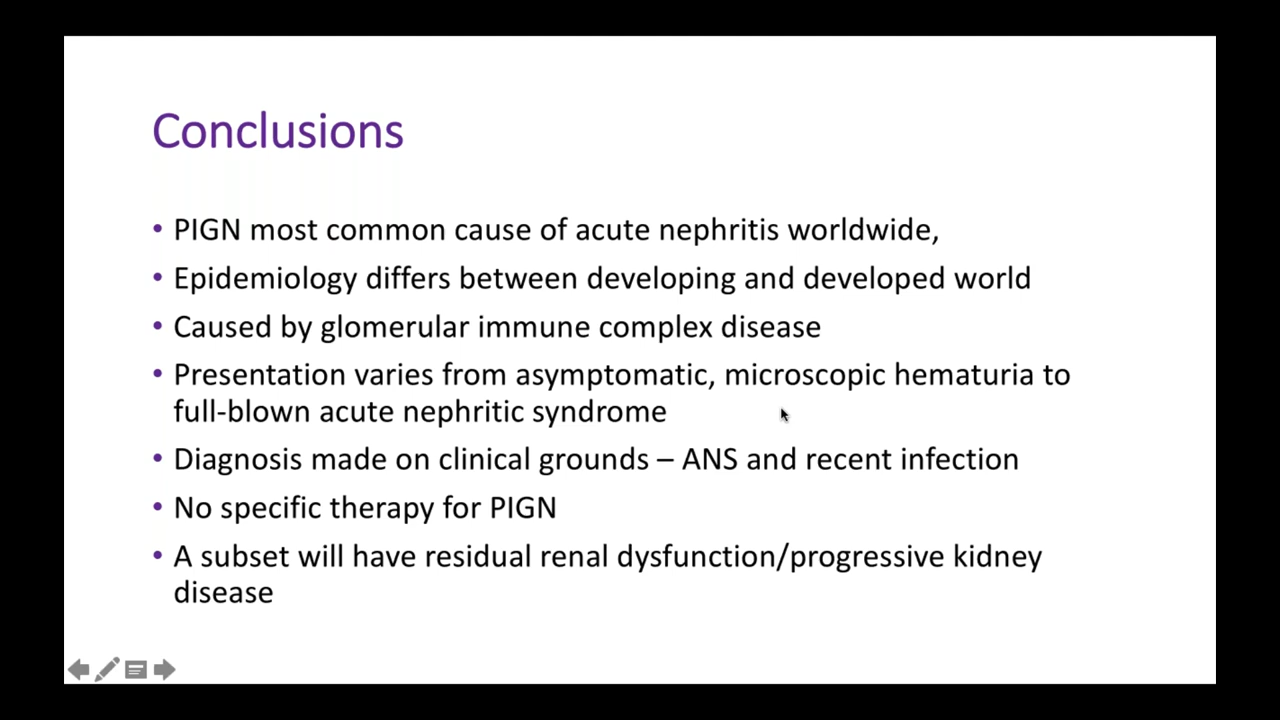 Conclusions
• PIGN most common cause of acute nephritis worldwide,
• Epidemiology differs between developing and developed world
• Caused by glomerular immune complex disease
• Presentation varies from asymptomatic, microscopic hematuria to
full-blown acute nephritic syndrome
• Diagnosis made on clinical grounds – ANS and recent infection
• No specific therapy for PIGN
• A subset will have residual renal dysfunction/progressive kidney
disease